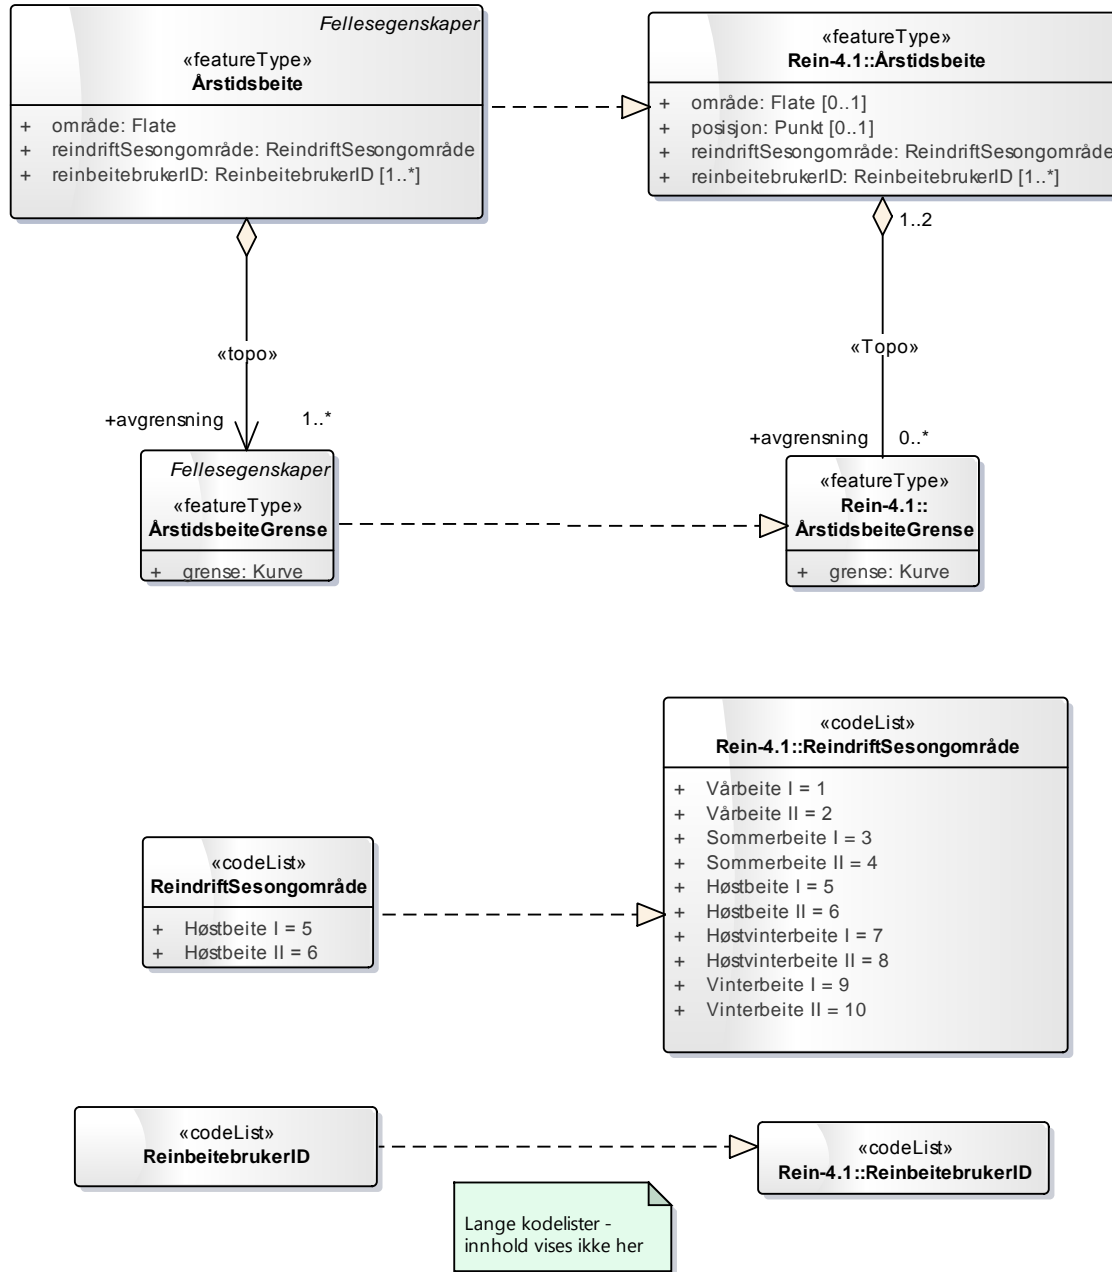 Fellesegenskaper
«featureType»
Årstidsbeite
+ område: Flate
+ reindriftSesongområde: ReindriftSesongområde
+ reinbeitebrukerID: ReinbeitebrukerID [1..*]
«featureType»
Rein-4.1::Årstidsbeite
+ område: Flate [0..1]
+ posisjon: Punkt [0..1]
+ reindriftSesongområde: ReindriftSesongområde
+ reinbeitebrukerID: ReinbeitebrukerID [1..*]
1..2
«topo»
«Topo»
+avgrensning 1..*
+avgrensning 0..*
Fellesegenskaper
«featureType»
ÅrstidsbeiteGrense
+ grense: Kurve
«featureType»
Rein-4.1::
ÅrstidsbeiteGrense
+ grense: Kurve
«codeList»
ReindriftSesongområde
+ Høstbeite I = 5
+ Høstbeite II = 6
«codeList»
Rein-4.1::ReindriftSesongområde
+ Vårbeite I = 1
+ Vårbeite II = 2
+ Sommerbeite I = 3
+ Sommerbeite II = 4
+ Høstbeite I = 5
+ Høstbeite II = 6
+ Høstvinterbeite I = 7
+ Høstvinterbeite II = 8
+ Vinterbeite I = 9
+ Vinterbeite II = 10
«codeList»
ReinbeitebrukerID
«codeList»
Rein-4.1::ReinbeitebrukerID
Lange kodelister -
innhold vises ikke her